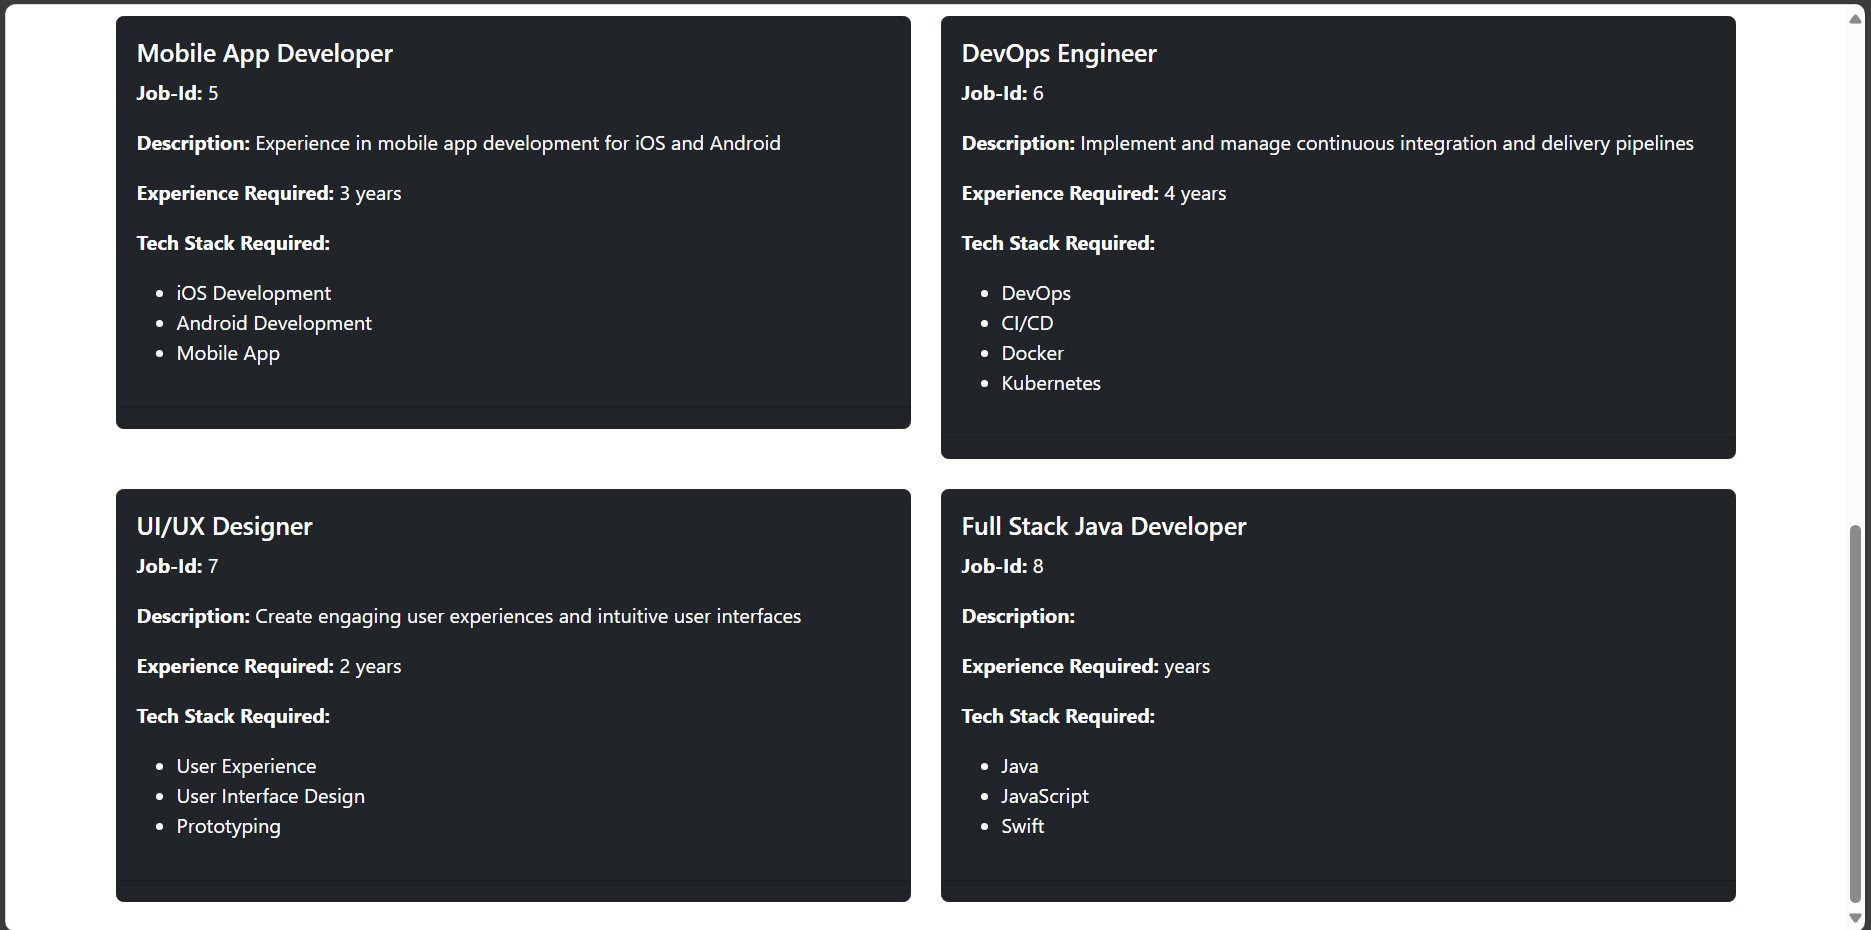 Mobile App Developer
Job-Id: 5
Description: Experience in mobile app development for iOS and Android
Experience Required: 3 years
Tech Stack Required:
iOS Development
Android Development
Mobile App
DevOps Engineer
Job-Id: 6
Description: Implement and manage continuous integration and delivery pipelines
Experience Required: 4 years
Tech Stack Required:
DevOps
CI/CD
Docker
Kubernetes
UI/UX Designer
Job-Id: 7
Description: Create engaging user experiences and intuitive user interfaces
Experience Required: 2 years
Tech Stack Required:
User Experience
User Interface Design
Prototyping
Full Stack Java Developer
Job-Id: 8
Description:
Experience Required: years
Tech Stack Required:
Java
JavaScript
Swift